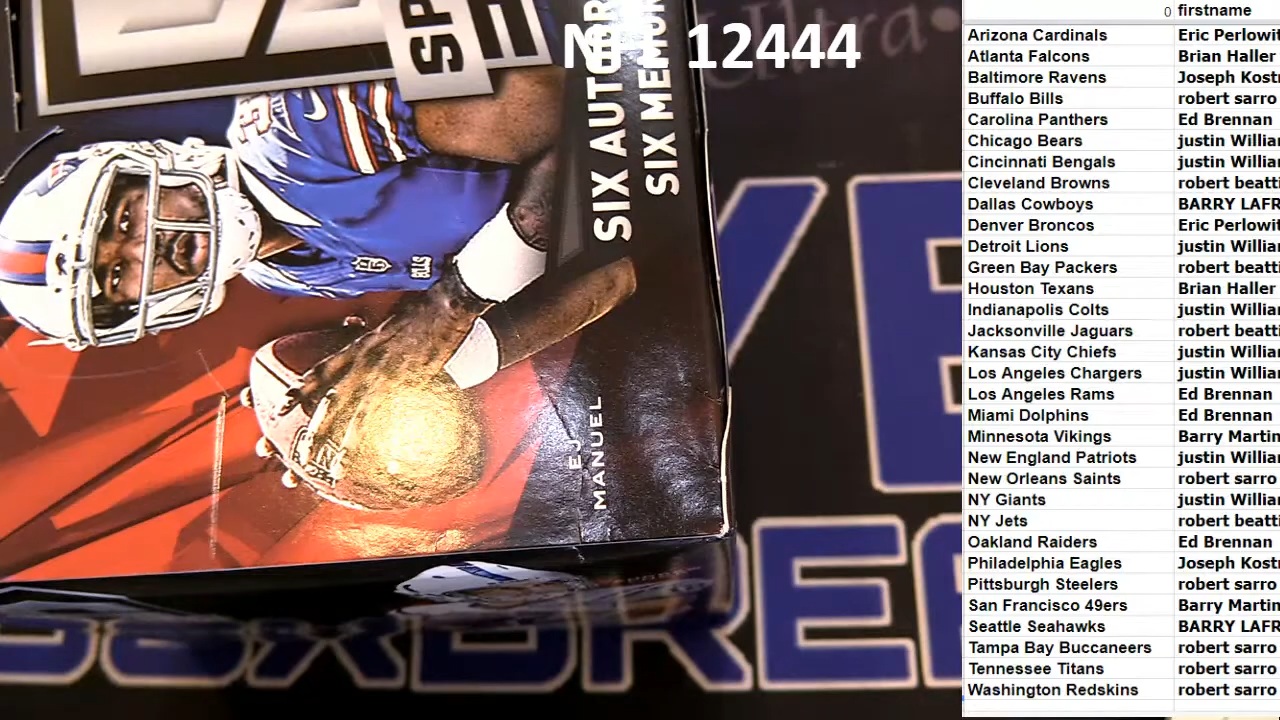 12444
SP
SIX AUTOR
SIX MEMOR
EJ
MANUEL
BILLS
Ultra
0 firstname
Arizona Cardinals Eric Perlowit
Atlanta Falcons Brian Haller
Baltimore Ravens Joseph Kostr
Buffalo Bills robert sarro
Carolina Panthers Ed Brennan
Chicago Bears justin Willian
Cincinnati Bengals justin Willian
Cleveland Browns robert beatti
Dallas Cowboys BARRY LAFR
Denver Broncos Eric Perlowit
Detroit Lions justin Willian
Green Bay Packers robert beatti
Houston Texans Brian Haller
Indianapolis Colts justin Willian
Jacksonville Jaguars robert beatti
Kansas City Chiefs justin Willian
Los Angeles Chargers justin Willian
Los Angeles Rams Ed Brennan
Miami Dolphins Ed Brennan
Minnesota Vikings Barry Martin
New England Patriots justin Willian
New Orleans Saints robert sarro
NY Giants justin Willian
NY Jets robert beatti
Oakland Raiders Ed Brennan
Philadelphia Eagles Joseph Kostr
Pittsburgh Steelers robert sarro
San Francisco 49ers Barry Martin
Seattle Seahawks BARRY LAFR
Tampa Bay Buccaneers robert sarro
Tennessee Titans robert sarro
Washington Redskins robert sarro